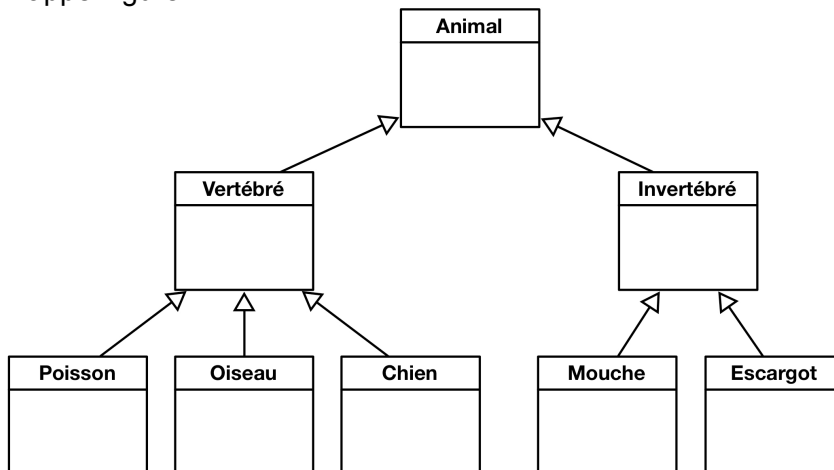 Animal
Vertébré
Invertébré
Poisson
Oiseau
Chien
Mouche
Escargot